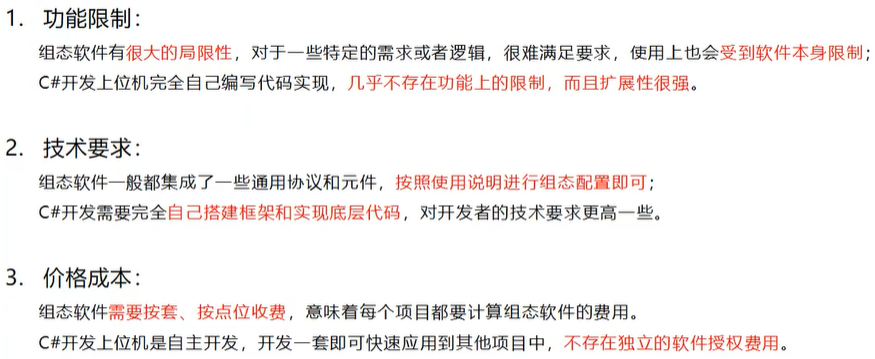 1. 功能限制：
组态软件有很大的局限性，对于一些特定的需求或者逻辑，很难满足要求，使用上也会受到软件本身限制；
C#开发上位机完全自己编写代码实现，几乎不存在功能上的限制，而且扩展性很强。
2. 技术要求：
组态软件一般都集成了一些通用协议和元件，按照使用说明进行组态配置即可；
C#开发需要完全自己搭建框架和实现底层代码，对开发者的技术要求更高一些。
3. 价格成本：
组态软件需要按套、按点位收费，意味着每个项目都要计算组态软件的费用。
C#开发上位机是自主开发，开发一套即可快速应用到其他项目中，不存在独立的软件授权费用。